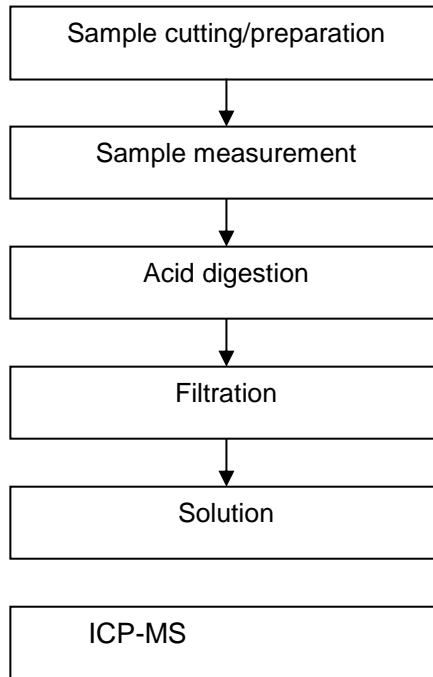 Sample cutting/preparation
Sample measurement
Acid digestion
Filtration
Solution
ICP-MS